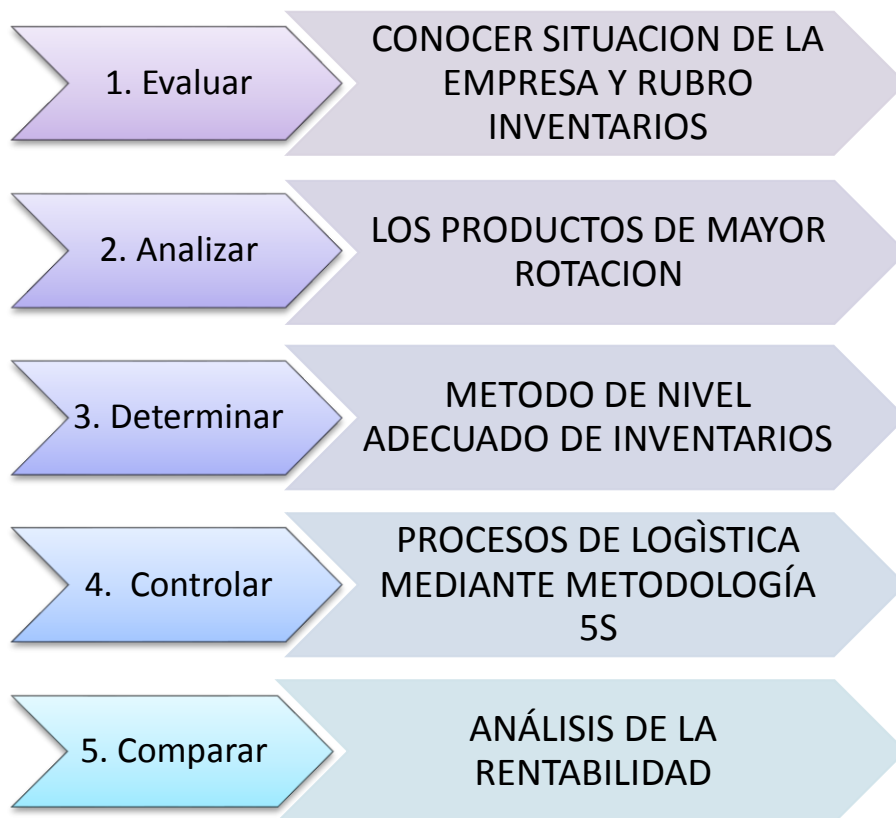 1. Evaluar
CONOCER SITUACION DE LA
EMPRESA Y RUBRO
INVENTARIOS
2. Analizar
LOS PRODUCTOS DE MAYOR
ROTACION
3. Determinar
METODO DE NIVEL
ADECUADO DE INVENTARIOS
4. Controlar
PROCESOS DE LOGÌSTICA
MEDIANTE METODOLOGÍA
5S
5. Comparar
ANÁLISIS DE LA
RENTABILIDAD